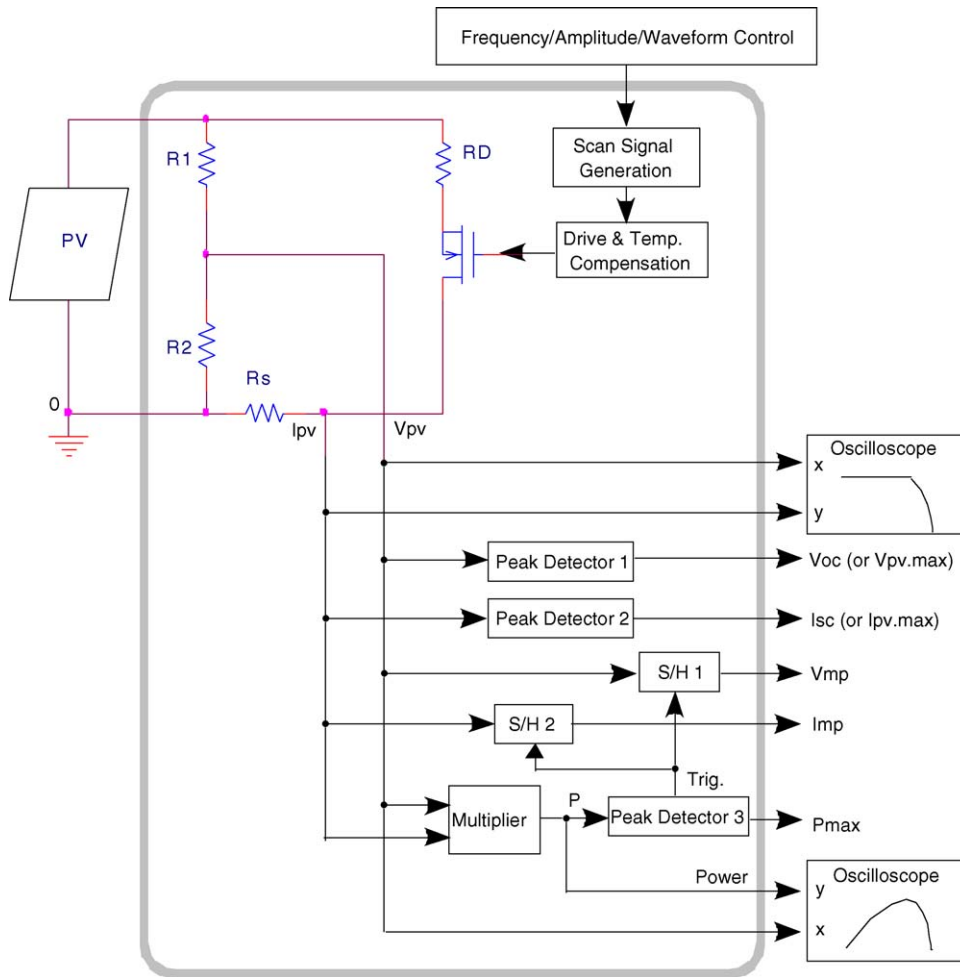 Frequency/Amplitude/Waveform Control
Scan Signal
Generation
Drive & Temp.
Compensation
R1
RD
PV
R2
Rs
0
Ipv
Vpv
Oscilloscope
x
y
Peak Detector 1
Voc (or Vpv.max)
Peak Detector 2
Isc (or Ipv.max)
S/H 1
Vmp
S/H 2
Imp
Trig.
Multiplier
P
Peak Detector 3
Pmax
Power
Oscilloscope
y
x